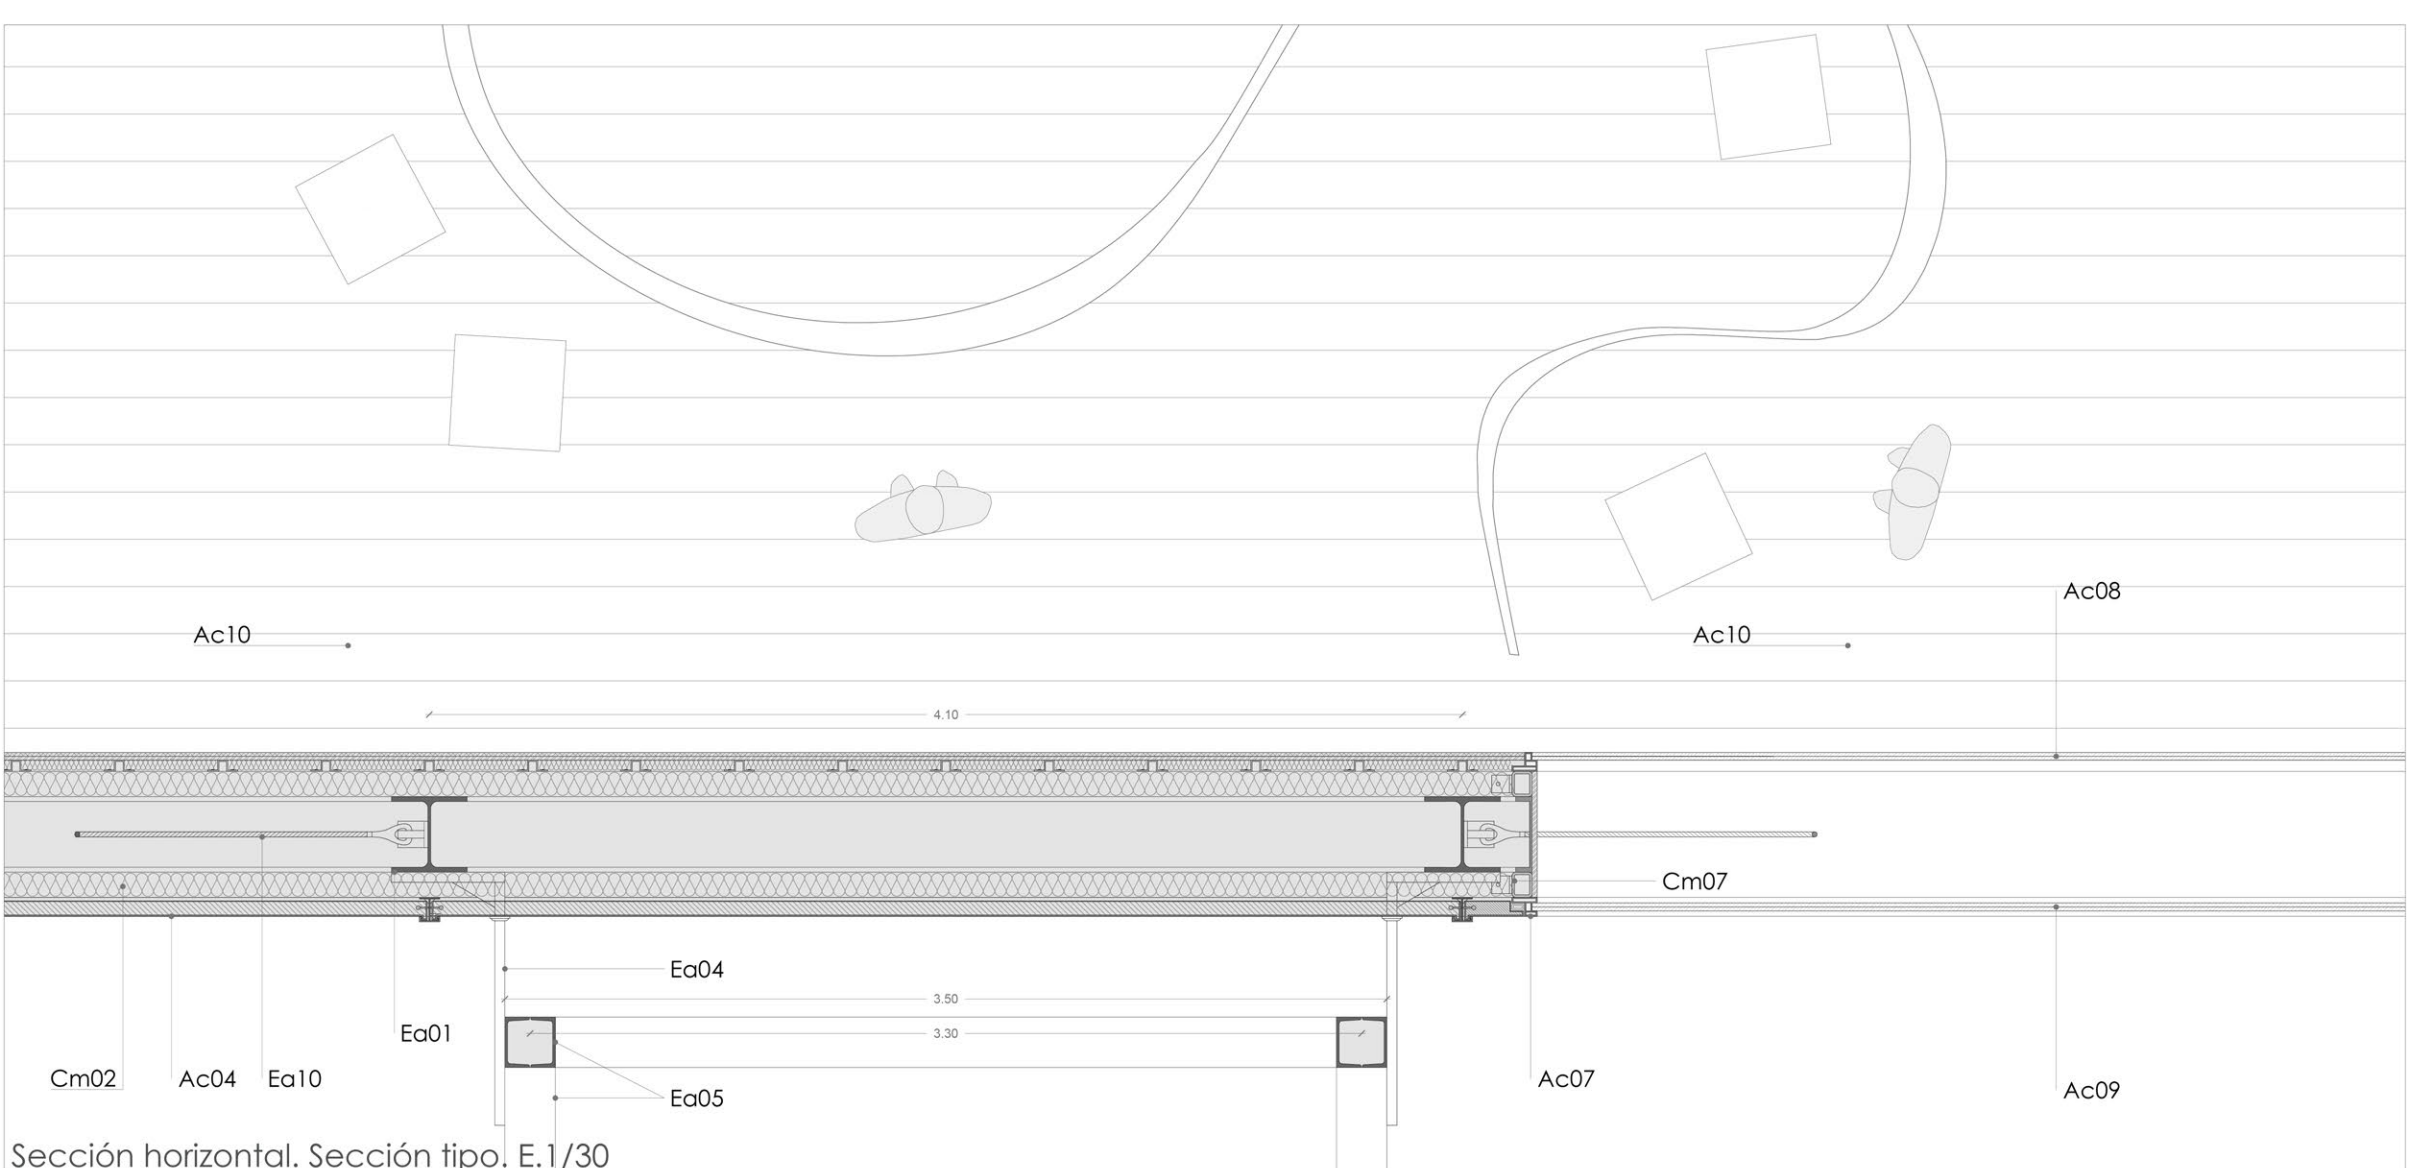 Ac08
Ac10
Ac10
4.10
Cm07
Ea04
3.50
Ea01
3.30
Cm02
Ac04
Ea10
Ac07
Ac09
Ea05
Sección horizontal. Sección tipo. E.1/30